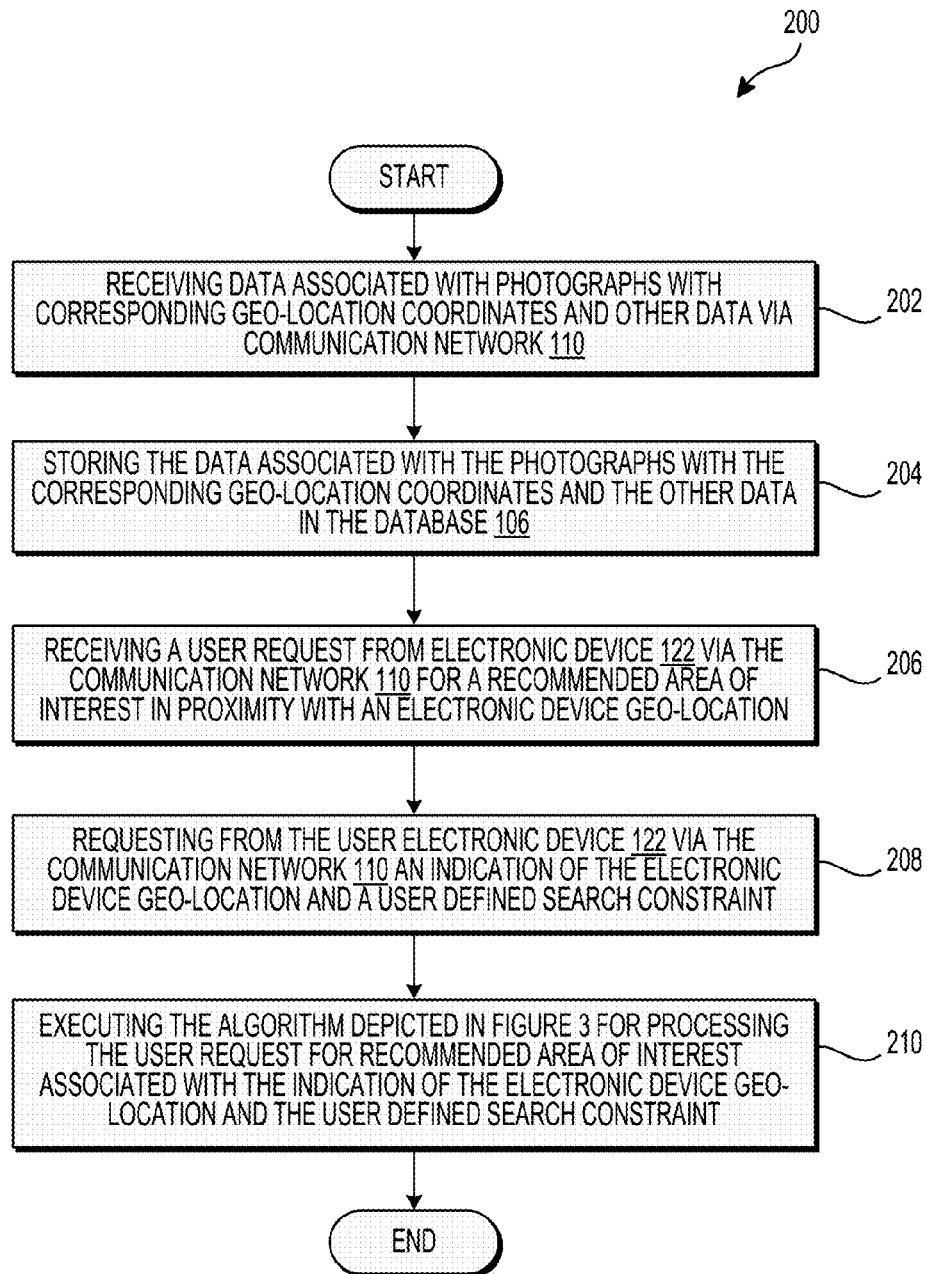 200
START
RECEIVING DATA ASSOCIATED WITH PHOTOGRAPHS WITH
CORRESPONDING GEO-LOCATION COORDINATES AND OTHER DATA VIA
COMMUNICATION NETWORK 110
202
STORING THE DATA ASSOCIATED WITH THE PHOTOGRAPHS WITH THE
CORRESPONDING GEO-LOCATION COORDINATES AND THE OTHER DATA
IN THE DATABASE 106
204
RECEIVING A USER REQUEST FROM ELECTRONIC DEVICE 122 VIA THE
COMMUNICATION NETWORK 110 FOR A RECOMMENDED AREA OF
INTEREST IN PROXIMITY WITH AN ELECTRONIC DEVICE GEO-LOCATION
206
REQUESTING FROM THE USER ELECTRONIC DEVICE 122 VIA THE
COMMUNICATION NETWORK 110 AN INDICATION OF THE ELECTRONIC
DEVICE GEO-LOCATION AND A USER DEFINED SEARCH CONSTRAINT
208
EXECUTING THE ALGORITHM DEPICTED IN FIGURE 3 FOR PROCESSING
THE USER REQUEST FOR RECOMMENDED AREA OF INTEREST
ASSOCIATED WITH THE INDICATION OF THE ELECTRONIC DEVICE GEO-
LOCATION AND THE USER DEFINED SEARCH CONSTRAINT
210
END